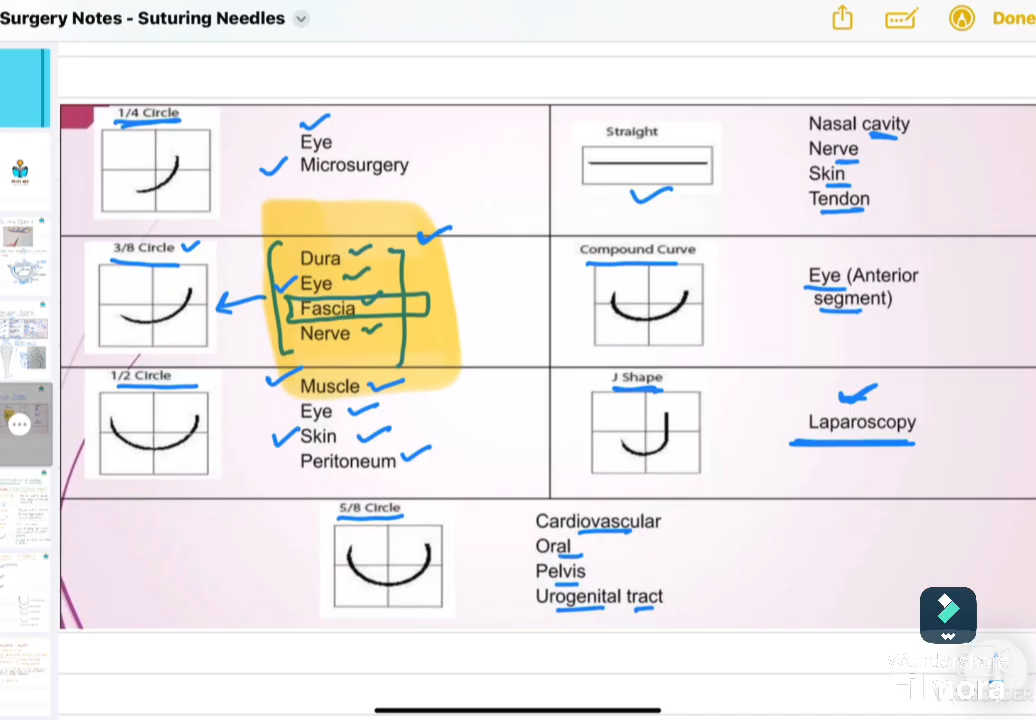 Surgery Notes - Suturing Needles
Done
1/4 Circle
Eye
Microsurgery
Straight
Nasal cavity
Nerve
Skin
Tendon
3/8 Circle
Dura
Eye
Fascia
Nerve
Compound Curve
Eye (Anterior
segment)
1/2 Circle
Muscle
Eye
Skin
Peritoneum
J Shape
Laparoscopy
5/8 Circle
Cardiovascular
Oral
Pelvis
Urogenital tract
Wondershare
Filmora